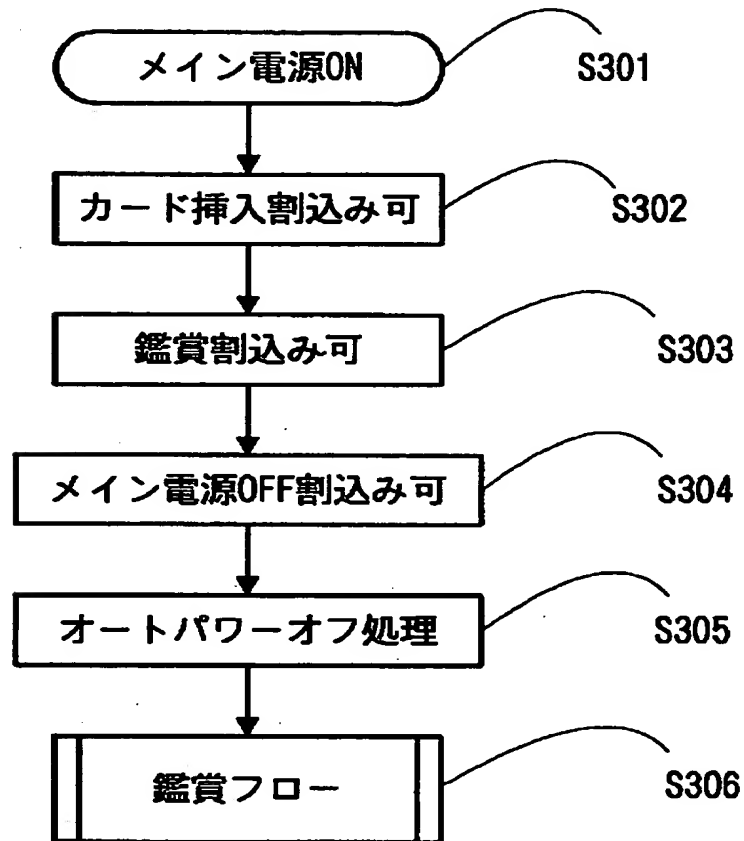 メイン電源ON
S301
カード挿入割込み可
S302
鑑賞割込み可
S303
メイン電源OFF割込み可
S304
オートパワーオフ処理
S305
鑑賞フロー
S306